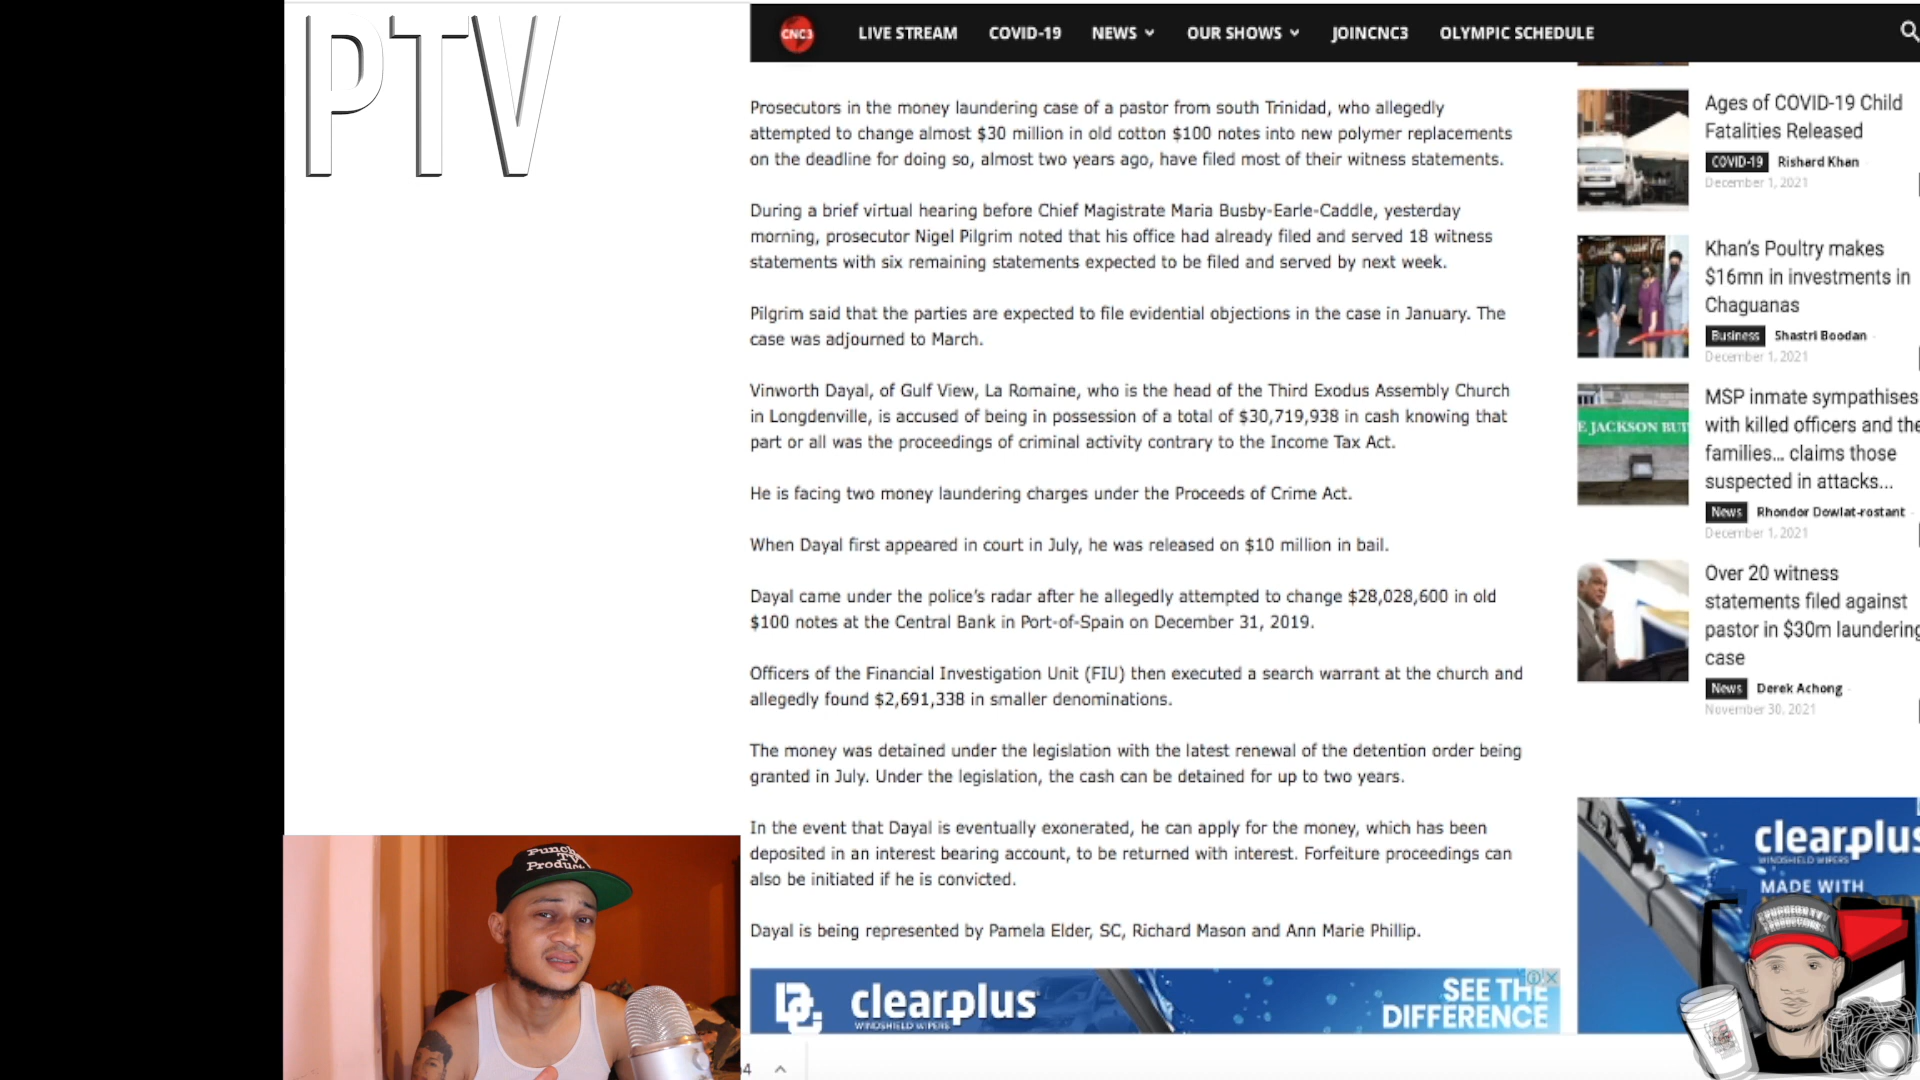 PTV
CNC3
LIVE STREAM COVID-19 NEWS OUR SHOWS JOINCNC3 OLYMPIC SCHEDULE
Prosecutors in the money laundering case of a pastor from south Trinidad, who allegedly
attempted to change almost $30 million in old cotton $100 notes into new polymer replacements
on the deadline for doing so, almost two years ago, have filed most of their witness statements.
During a brief virtual hearing before Chief Magistrate Maria Busby-Earle-Caddle, yesterday
morning, prosecutor Nigel Pilgrim noted that his office had already filed and served 18 witness
statements with six remaining statements expected to be filed and served by next week.
Pilgrim said that the parties are expected to file evidential objections in the case in January. The
case was adjourned to March.
Vinworth Dayal, of Gulf View, La Romaine, who is the head of the Third Exodus Assembly Church
in Longdenville, is accused of being in possession of a total of $30,719,938 in cash knowing that
part or all was the proceedings of criminal activity contrary to the Income Tax Act.
He is facing two money laundering charges under the Proceeds of Crime Act.
When Dayal first appeared in court in July, he was released on $10 million in bail.
Dayal came under the police's radar after he allegedly attempted to change $28,028,600 in old
$100 notes at the Central Bank in Port-of-Spain on December 31, 2019.
Officers of the Financial Investigation Unit (FIU) then executed a search warrant at the church and
allegedly found $2,691,338 in smaller denominations.
The money was detained under the legislation with the latest renewal of the detention order being
granted in July. Under the legislation, the cash can be detained for up to two years.
In the event that Dayal is eventually exonerated, he can apply for the money, which has been
deposited in an interest bearing account, to be returned with interest. Forfeiture proceedings can
also be initiated if he is convicted.
Dayal is being represented by Pamela Elder, SC, Richard Mason and Ann Marie Phillip.
clearplus
WINDSHIELD WIPERS
SEE THE
DIFFERENCE
4
Ages of COVID-19 Child
Fatalities Released
COVID-19 Rishard Khan
December 1, 2021
Khan's Poultry makes
$16mn in investments in
Chaguanas
Business Shastri Boodan
December 1, 2021
E JACKSON BUI
MSP inmate sympathises
with killed officers and the
families... claims those
suspected in attacks...
News Rhondor Dowlat-rostant
December 1, 2021
Over 20 witness
statements filed against
pastor in $30m laundering
case
News Derek Achong
November 30, 2021
clearplus
WINDSHIELD WIPERS
MADE WITH
Punch
TV
Product